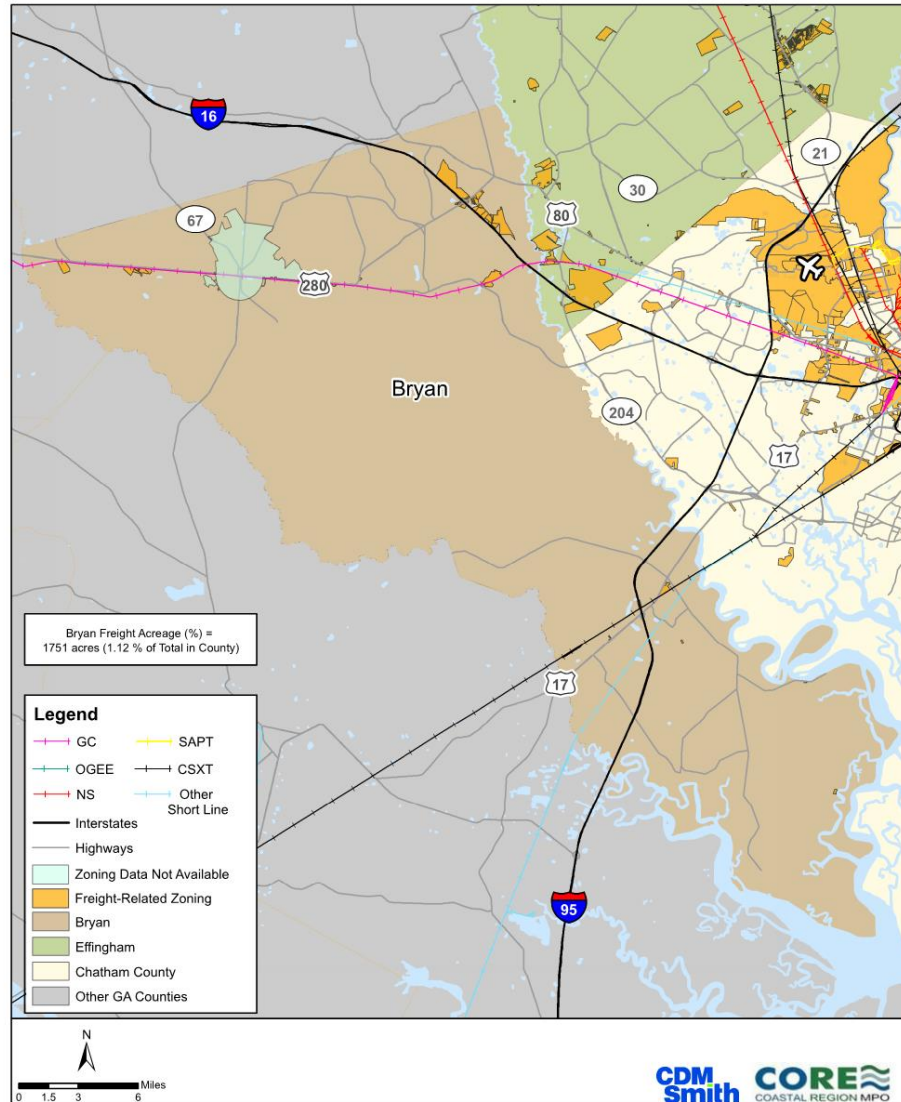 16
21
30
67
80
280
Bryan
204
17
Bryan Freight Acreage (%) =
1751 acres (1.12 % of Total in County)
17
Legend
GC
SAPT
OGEE
CSXT
NS
Other
Short Line
Interstates
Highways
Zoning Data Not Available
Freight-Related Zoning
Bryan
Effingham
Chatham County
Other GA Counties
95
N
Miles
0 1.5 3 6
CDM
Smith
CORE
COASTAL REGION MPO